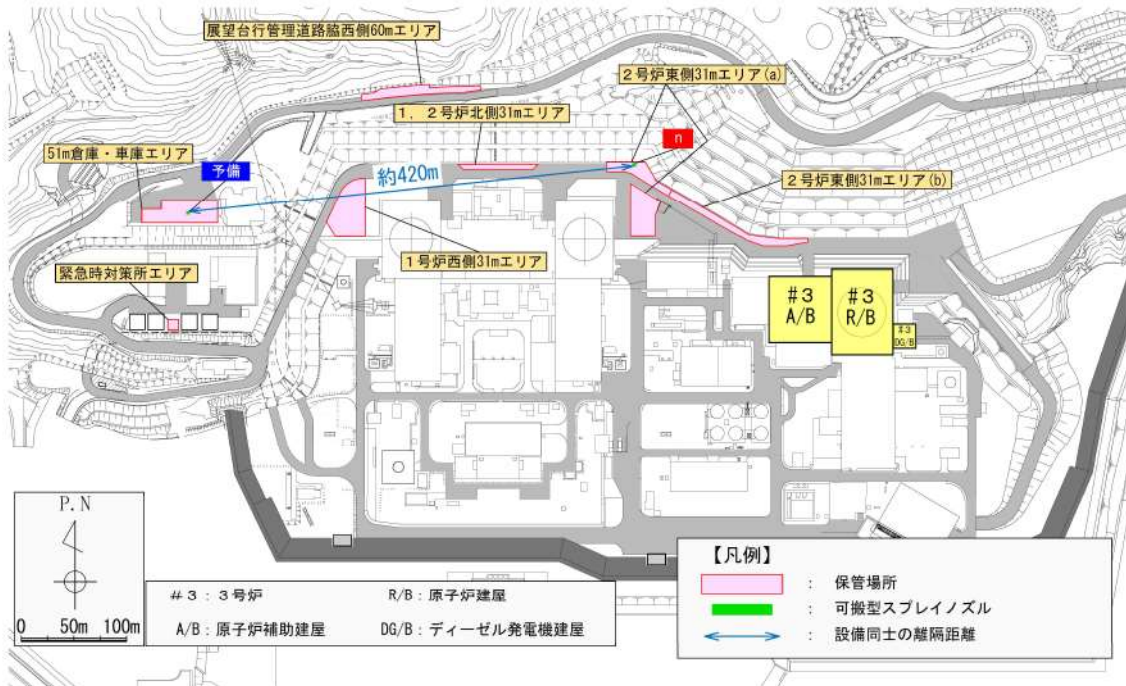 展望台行管理道路脇西側60mエリア
2号炉東側31mエリア(a)
1．2号炉北側31mエリア
n
51m倉庫・車庫エリア
予備
約420m
2号炉東側31mエリア(b)
1号炉西側31mエリア
緊急時対策所エリア
#3
A/B
#3
R/B
#3
DG/B
P.N
0 50m 100m
#3：3号炉 R/B：原子炉建屋
A/B：原子炉補助建屋 DG/B：ディーゼル発電機建屋
【凡例】
： 保管場所
： 可搬型スプレイノズル
： 設備同士の離隔距離